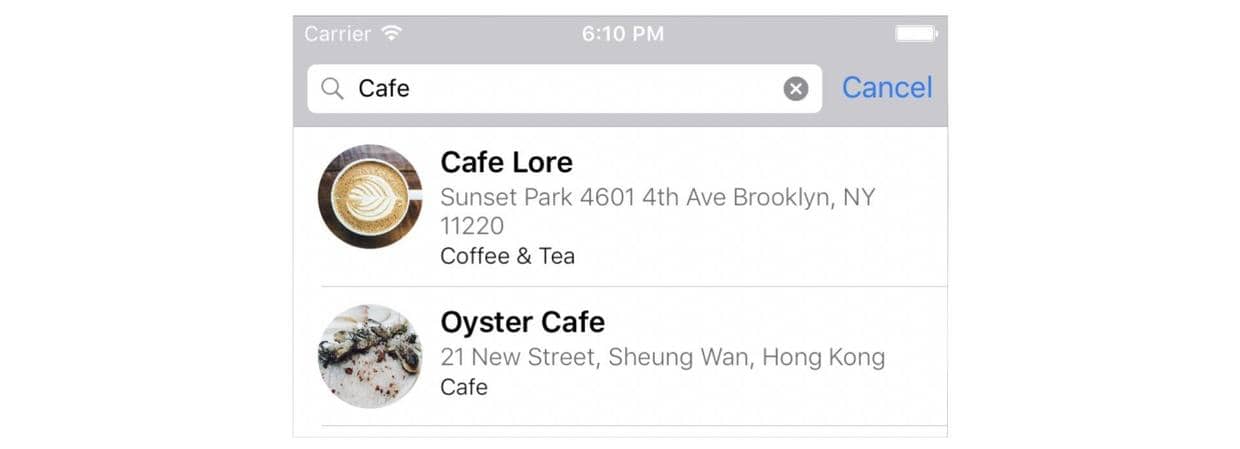 Carrier
6:10 PM
Cafe
Cancel
Cafe Lore
Sunset Park 4601 4th Ave Brooklyn, NY
11220
Coffee & Tea
Oyster Cafe
21 New Street, Sheung Wan, Hong Kong
Cafe